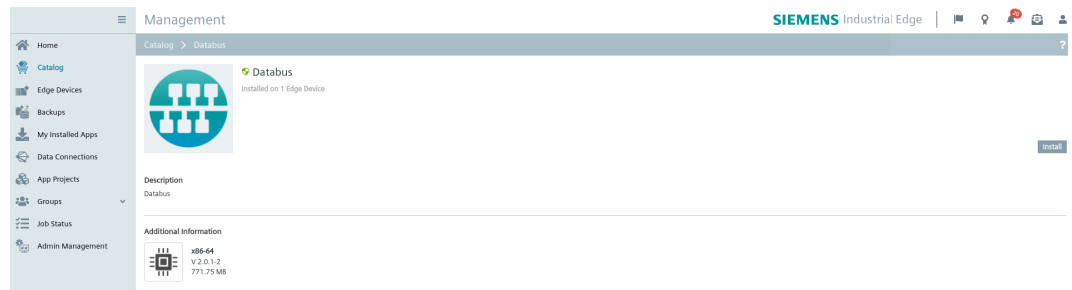 Management
SIEMENS Industrial Edge
20
Home
Catalog
Edge Devices
Backups
My Installed Apps
Data Connections
App Projects
Groups
Job Status
Admin Management
Catalog > Databus
?
Databus
Installed on 1 Edge Device
Install
Description
Databus
Additional Information
x86-64
V 2.0.1-2
771.75 MB